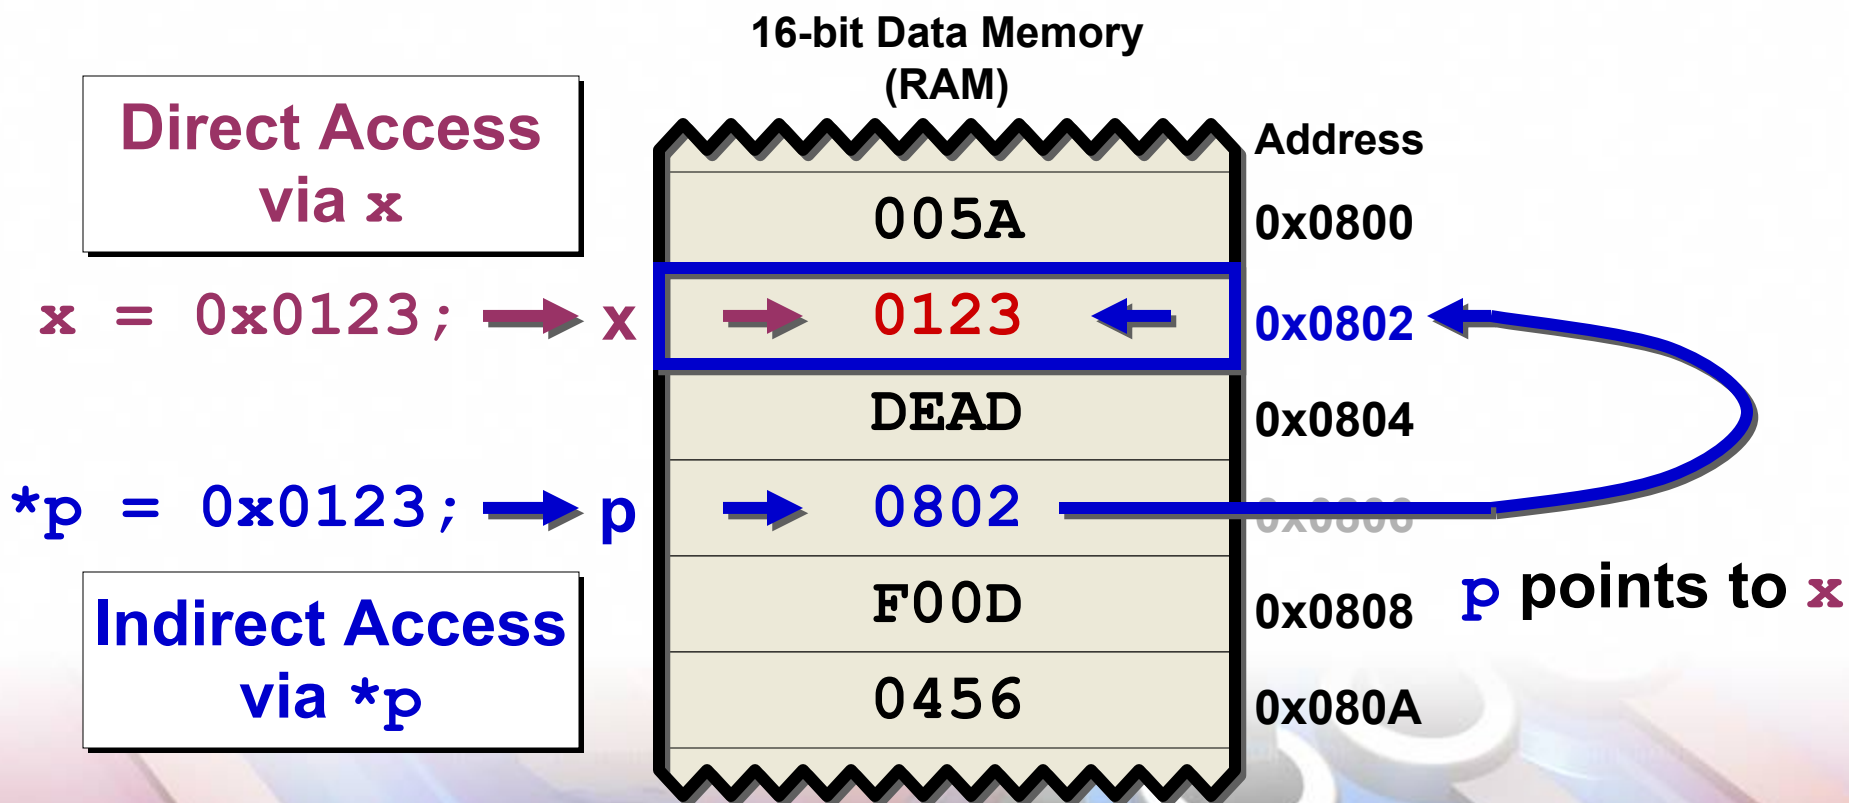 16-bit Data Memory
(RAM)
Direct Access
via x
Address
005A 0x0800
x = 0x0123; x 0123 0x0802
DEAD 0x0804
*p = 0x0123; p 0802 0x0806
Indirect Access
via *p
F00D 0x0808
p points to x
0456 0x080A